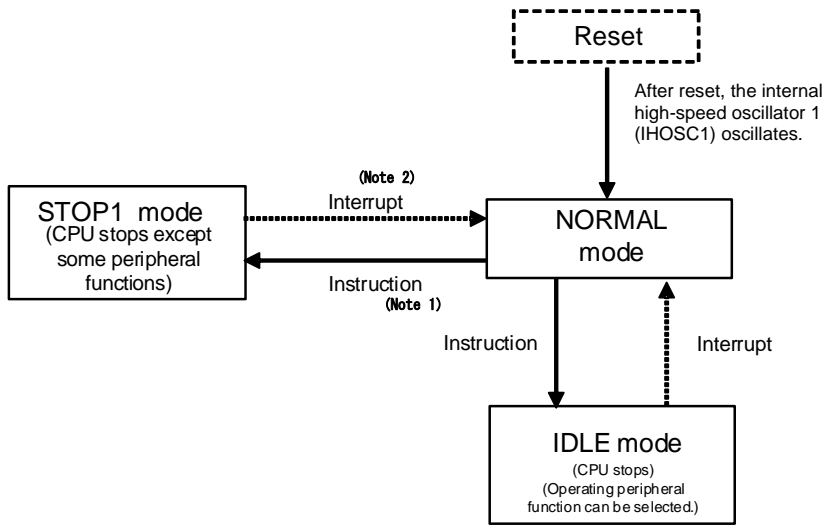 Reset
After reset, the internal
high-speed oscillator 1
(IHOSC1) oscillates.
(Note 2)
Interrupt
STOP1 mode
(CPU stops except
some peripheral
functions)
NORMAL
mode
Instruction
(Note 1)
Instruction
Interrupt
IDLE mode
(CPU stops)
(Operating peripheral
function can be selected.)